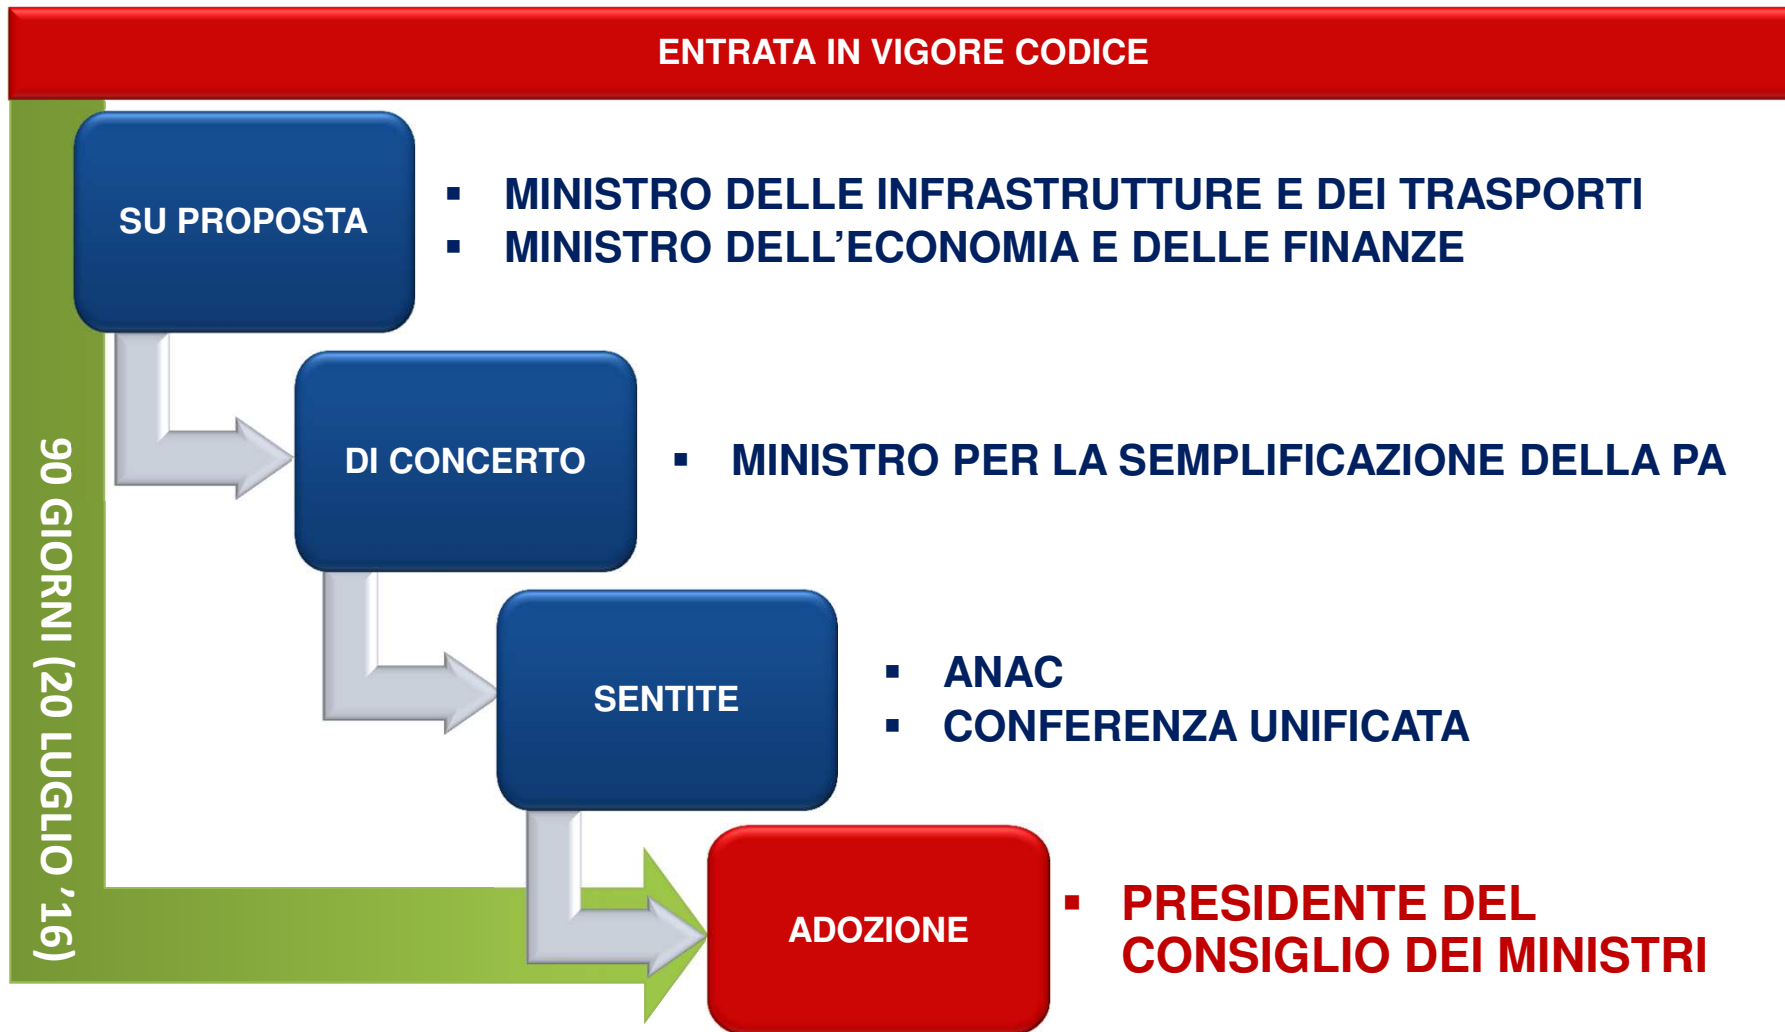 ENTRATA IN VIGORE CODICE
SU PROPOSTA
▪ MINISTRO DELLE INFRASTRUTTURE E DEI TRASPORTI
▪ MINISTRO DELL’ECONOMIA E DELLE FINANZE
DI CONCERTO
▪ MINISTRO PER LA SEMPLIFICAZIONE DELLA PA
SENTITE
▪ ANAC
▪ CONFERENZA UNIFICATA
ADOZIONE
▪ PRESIDENTE DEL
CONSIGLIO DEI MINISTRI
90 GIORNI (20 LUGLIO ’16)